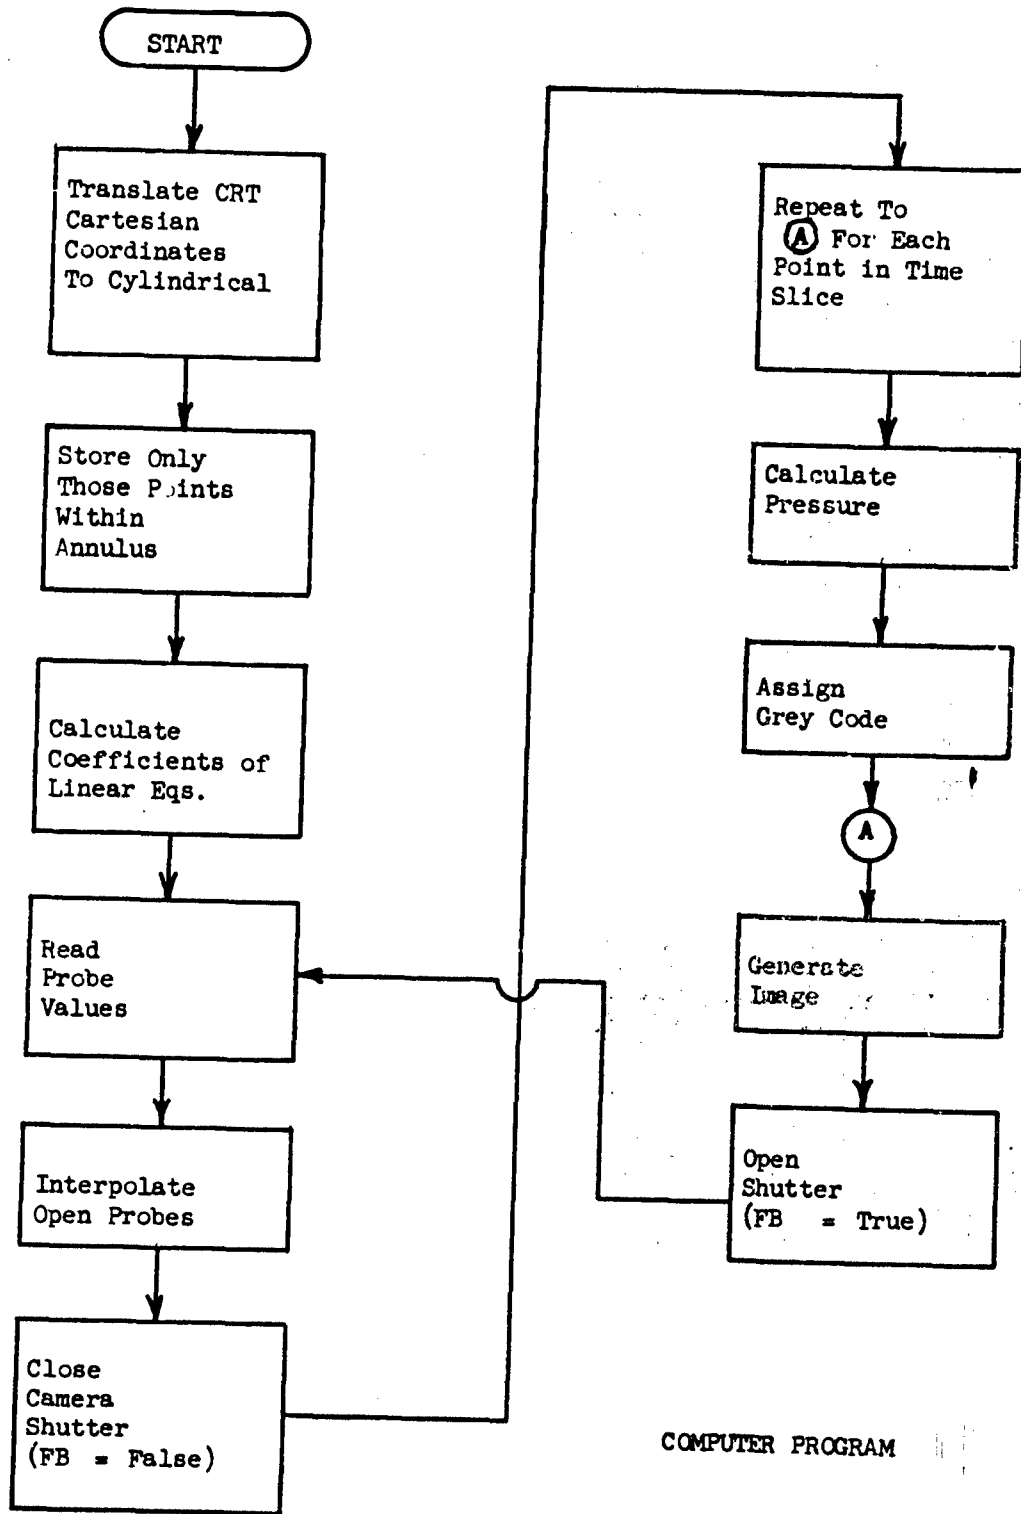 START
Translate CRT
Cartesian
Coordinates
To Cylindrical
Store Only
Those Points
Within
Annulus
Calculate
Coefficients of
Linear Eqs.
Read
Probe
Values
Interpolate
Open Probes
Close
Camera
Shutter
(FB = False)
Repeat To
A For Each
Point in Time
Slice
Calculate
Pressure
Assign
Grey Code
A
Generate
Image
Open
Shutter
(FB = True)
COMPUTER PROGRAM